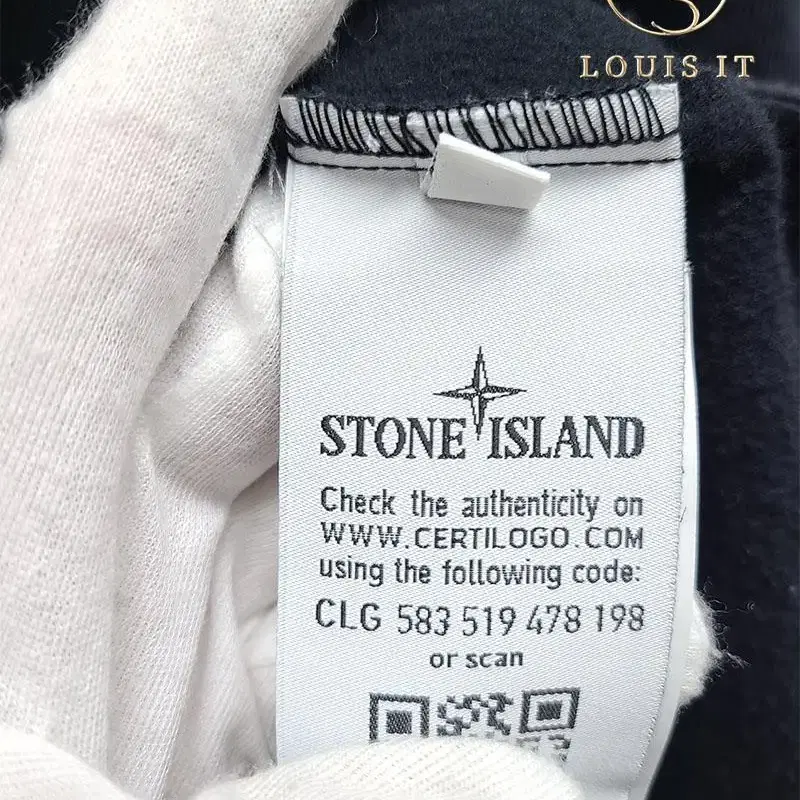 LOUIS IT
STONE ISLAND
Check the authenticity on
WWW.CERTILOGO.COM
using the following code:
CLG 583 519 478 198
or scan